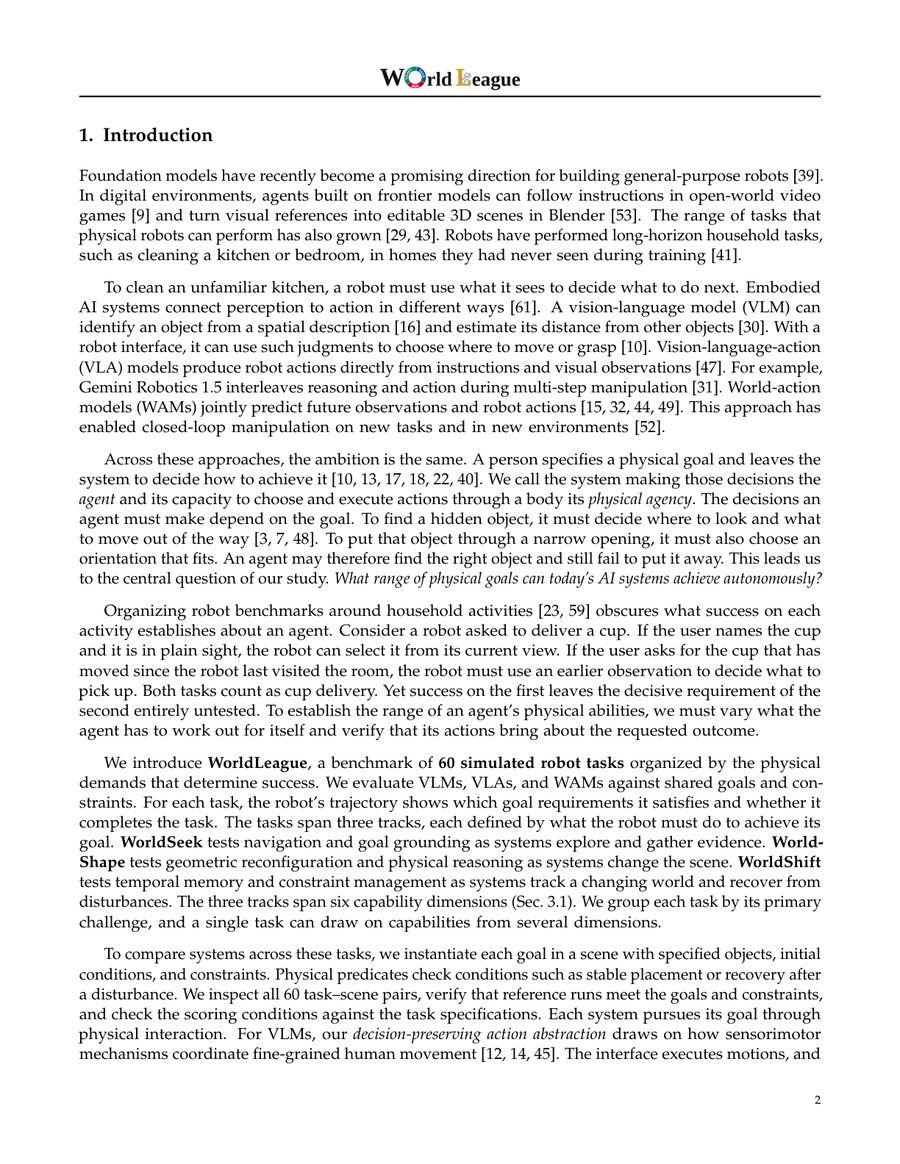 World League
1. Introduction
Foundation models have recently become a promising direction for building general-purpose robots [39].
In digital environments, agents built on frontier models can follow instructions in open-world video
games [9] and turn visual references into editable 3D scenes in Blender [53]. The range of tasks that
physical robots can perform has also grown [29, 43]. Robots have performed long-horizon household tasks,
such as cleaning a kitchen or bedroom, in homes they had never seen during training [41].
To clean an unfamiliar kitchen, a robot must use what it sees to decide what to do next. Embodied
AI systems connect perception to action in different ways [61]. A vision-language model (VLM) can
identify an object from a spatial description [16] and estimate its distance from other objects [30]. With a
robot interface, it can use such judgments to choose where to move or grasp [10]. Vision-language-action
(VLA) models produce robot actions directly from instructions and visual observations [47]. For example,
Gemini Robotics 1.5 interleaves reasoning and action during multi-step manipulation [31]. World-action
models (WAMs) jointly predict future observations and robot actions [15, 32, 44, 49]. This approach has
enabled closed-loop manipulation on new tasks and in new environments [52].
Across these approaches, the ambition is the same. A person specifies a physical goal and leaves the
system to decide how to achieve it [10, 13, 17, 18, 22, 40]. We call the system making those decisions the
agent and its capacity to choose and execute actions through a body its physical agency. The decisions an
agent must make depend on the goal. To find a hidden object, it must decide where to look and what
to move out of the way [3, 7, 48]. To put that object through a narrow opening, it must also choose an
orientation that fits. An agent may therefore find the right object and still fail to put it away. This leads us
to the central question of our study. What range of physical goals can today's AI systems achieve autonomously?
Organizing robot benchmarks around household activities [23, 59] obscures what success on each
activity establishes about an agent. Consider a robot asked to deliver a cup. If the user names the cup
and it is in plain sight, the robot can select it from its current view. If the user asks for the cup that has
moved since the robot last visited the room, the robot must use an earlier observation to decide what to
pick up. Both tasks count as cup delivery. Yet success on the first leaves the decisive requirement of the
second entirely untested. To establish the range of an agent's physical abilities, we must vary what the
agent has to work out for itself and verify that its actions bring about the requested outcome.
We introduce WorldLeague, a benchmark of 60 simulated robot tasks organized by the physical
demands that determine success. We evaluate VLMs, VLAs, and WAMs against shared goals and con-
straints. For each task, the robot's trajectory shows which goal requirements it satisfies and whether it
completes the task. The tasks span three tracks, each defined by what the robot must do to achieve its
goal. WorldSeek tests navigation and goal grounding as systems explore and gather evidence. World-
Shape tests geometric reconfiguration and physical reasoning as systems change the scene. WorldShift
tests temporal memory and constraint management as systems track a changing world and recover from
disturbances. The three tracks span six capability dimensions (Sec. 3.1). We group each task by its primary
challenge, and a single task can draw on capabilities from several dimensions.
To compare systems across these tasks, we instantiate each goal in a scene with specified objects, initial
conditions, and constraints. Physical predicates check conditions such as stable placement or recovery after
a disturbance. We inspect all 60 task–scene pairs, verify that reference runs meet the goals and constraints,
and check the scoring conditions against the task specifications. Each system pursues its goal through
physical interaction. For VLMs, our decision-preserving action abstraction draws on how sensorimotor
mechanisms coordinate fine-grained human movement [12, 14, 45]. The interface executes motions, and
2